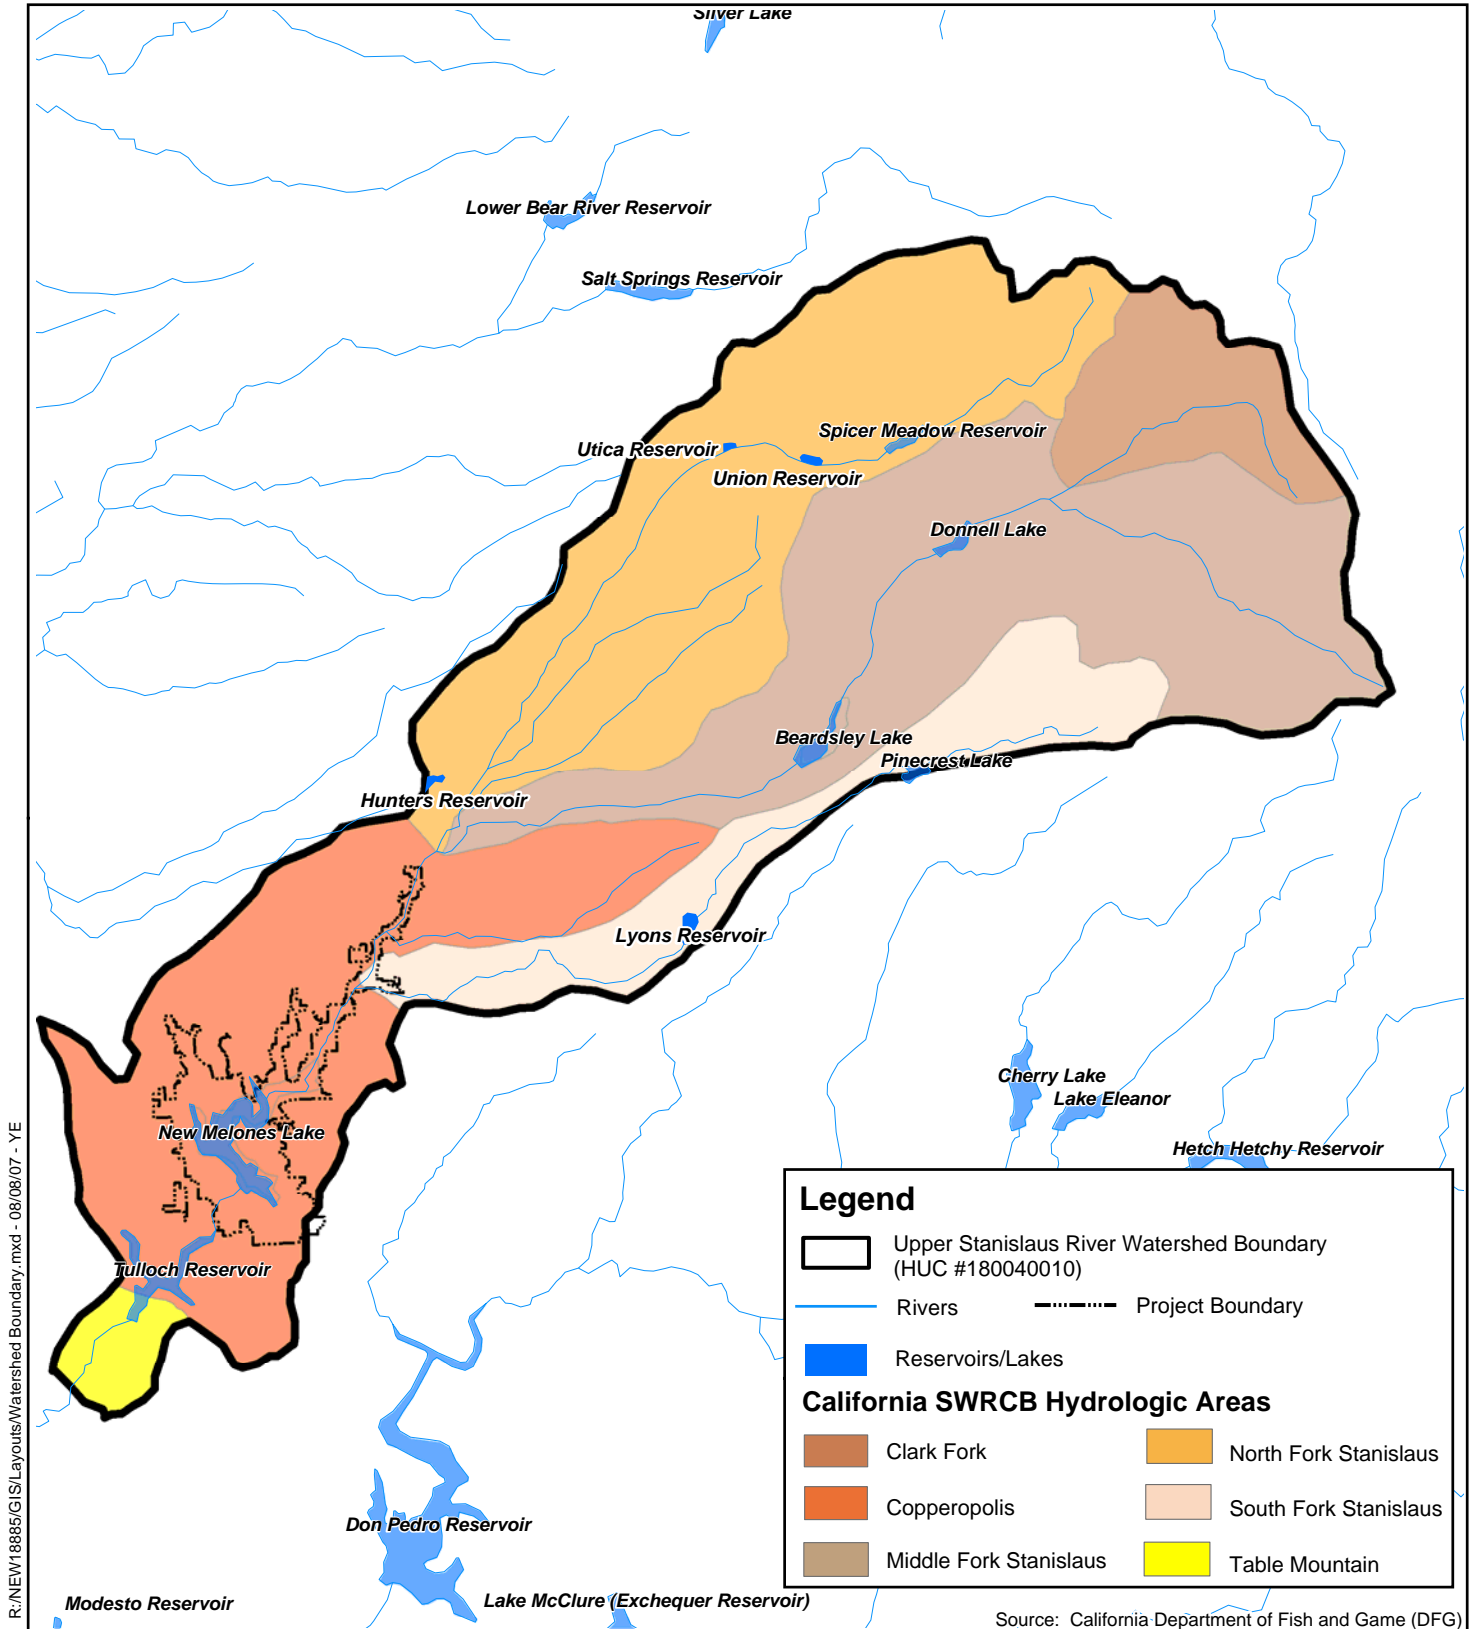 Silver Lake
Lower Bear River Reservoir
Salt Springs Reservoir
Spicer Meadow Reservoir
Utica Reservoir
Union Reservoir
Donnell Lake
Beardsley Lake
Pinecrest Lake
Hunters Reservoir
Lyons Reservoir
Cherry Lake
Lake Eleanor
New Melones Lake
Hetch Hetchy Reservoir
Tulloch Reservoir
Don Pedro Reservoir
Lake McClure (Exchequer Reservoir)
Modesto Reservoir
Legend
Upper Stanislaus River Watershed Boundary
(HUC #180040010)
Rivers
Project Boundary
Reservoirs/Lakes
California SWRCB Hydrologic Areas
Clark Fork
North Fork Stanislaus
Copperopolis
South Fork Stanislaus
Middle Fork Stanislaus
Table Mountain
Source: California Department of Fish and Game (DFG)
R:/NEW18885/GIS/Layouts/Watershed Boundary.mxd - 08/08/07 - YE